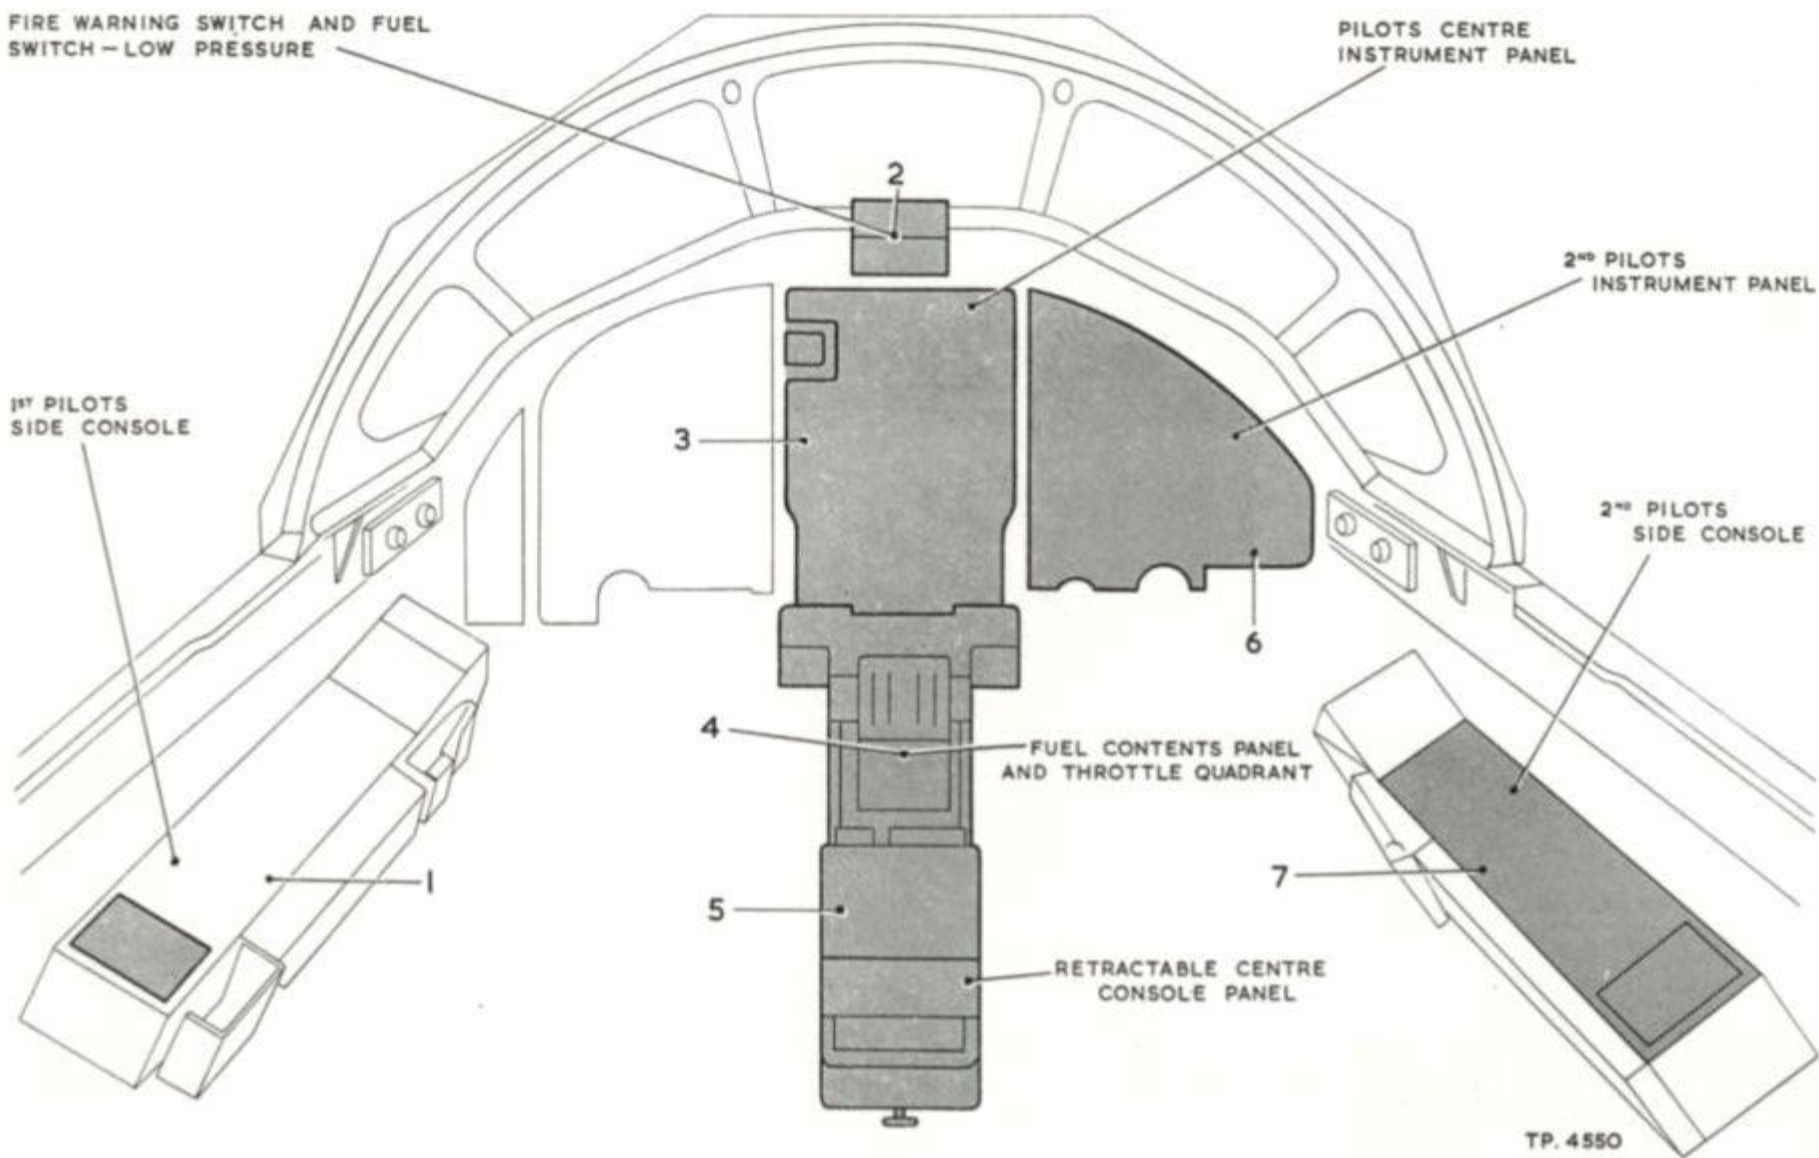 FIRE WARNING SWITCH AND FUEL
SWITCH—LOW PRESSURE
PILOTS CENTRE
INSTRUMENT PANEL
2
2ND PILOTS
INSTRUMENT PANEL
1ST PILOTS
SIDE CONSOLE
3
2ND PILOTS
SIDE CONSOLE
6
4
FUEL CONTENTS PANEL
AND THROTTLE QUADRANT
1
7
5
RETRACTABLE CENTRE
CONSOLE PANEL
TP. 4550